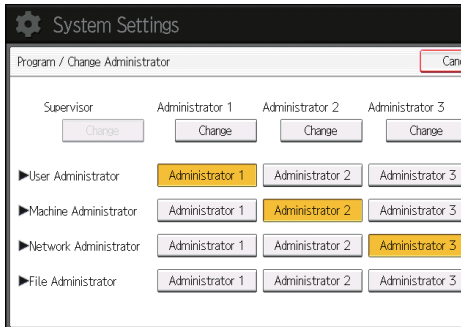 System Settings
Program / Change Administrator
Supervisor Administrator 1 Administrator 2 Administrator 3
Change Change Change Change
►User Administrator Administrator 1 Administrator 2 Administrator 3
►Machine Administrator Administrator 1 Administrator 2 Administrator 3
►Network Administrator Administrator 1 Administrator 2 Administrator 3
►File Administrator Administrator 1 Administrator 2 Administrator 3